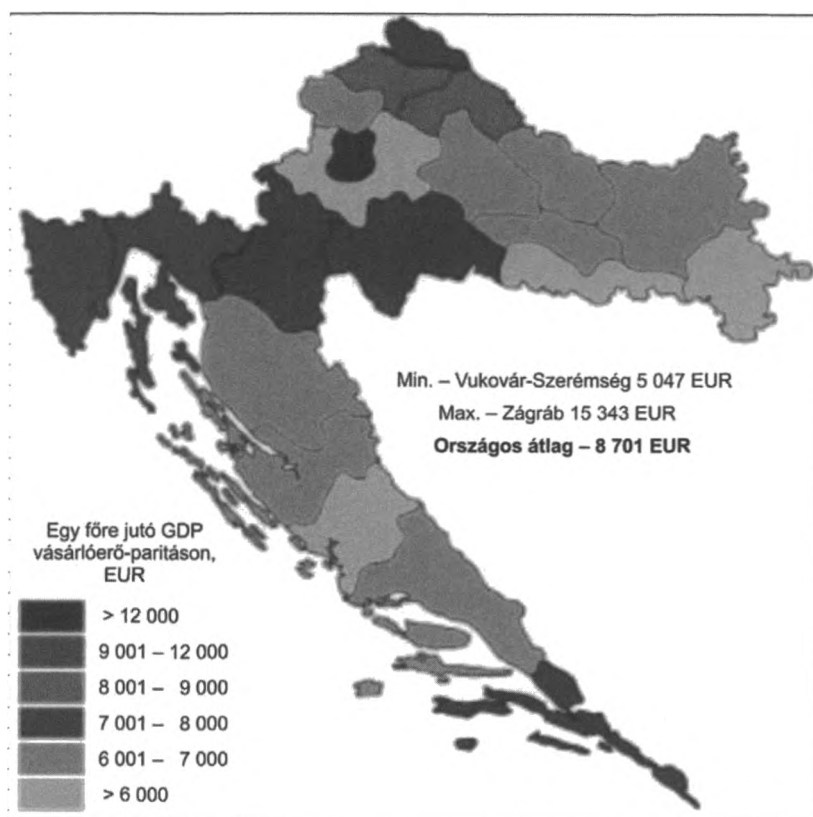 Min. – Vukovár-Szerémség 5 047 EUR
Max. – Zágráb 15 343 EUR
Országos átlag – 8 701 EUR
Egy főre jutó GDP
vásárlóerő-paritáson,
EUR
> 12 000
9 001 – 12 000
8 001 – 9 000
7 001 – 8 000
6 001 – 7 000
> 6 000